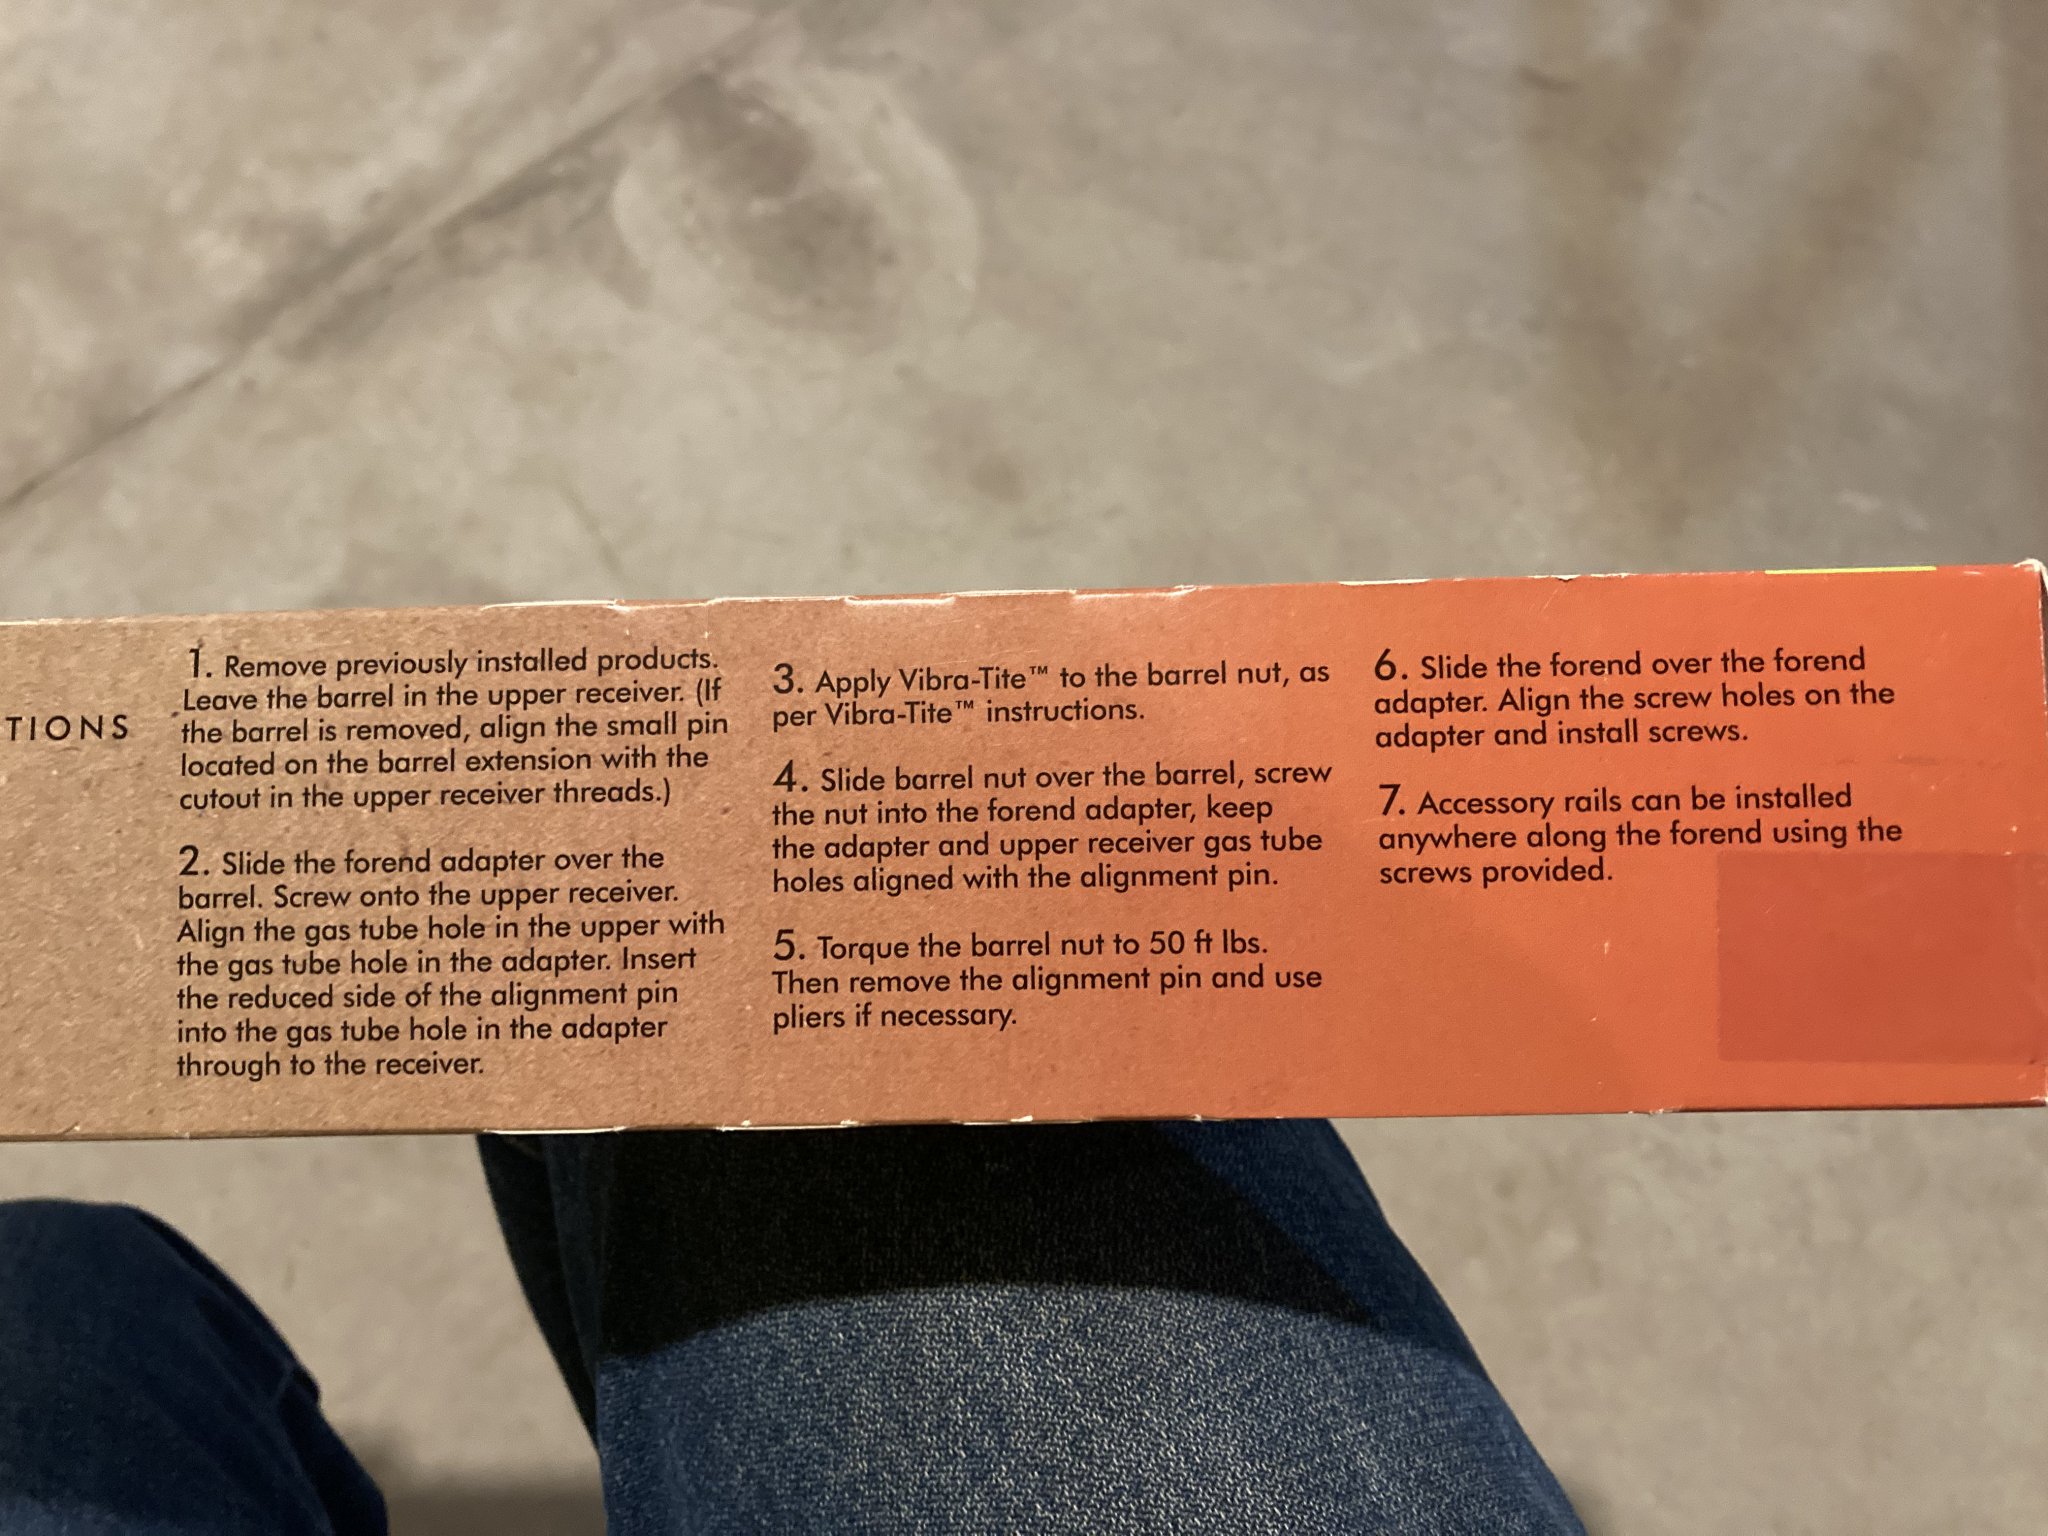 TIONS
1. Remove previously installed products.
Leave the barrel in the upper receiver. (If
the barrel is removed, align the small pin
located on the barrel extension with the
cutout in the upper receiver threads.)
2. Slide the forend adapter over the
barrel. Screw onto the upper receiver.
Align the gas tube hole in the upper with
the gas tube hole in the adapter. Insert
the reduced side of the alignment pin
into the gas tube hole in the adapter
through to the receiver.
3. Apply Vibra-Tite™ to the barrel nut, as
per Vibra-Tite™ instructions.
4. Slide barrel nut over the barrel, screw
the nut into the forend adapter, keep
the adapter and upper receiver gas tube
holes aligned with the alignment pin.
5. Torque the barrel nut to 50 ft lbs.
Then remove the alignment pin and use
pliers if necessary.
6. Slide the forend over the forend
adapter. Align the screw holes on the
adapter and install screws.
7. Accessory rails can be installed
anywhere along the forend using the
screws provided.